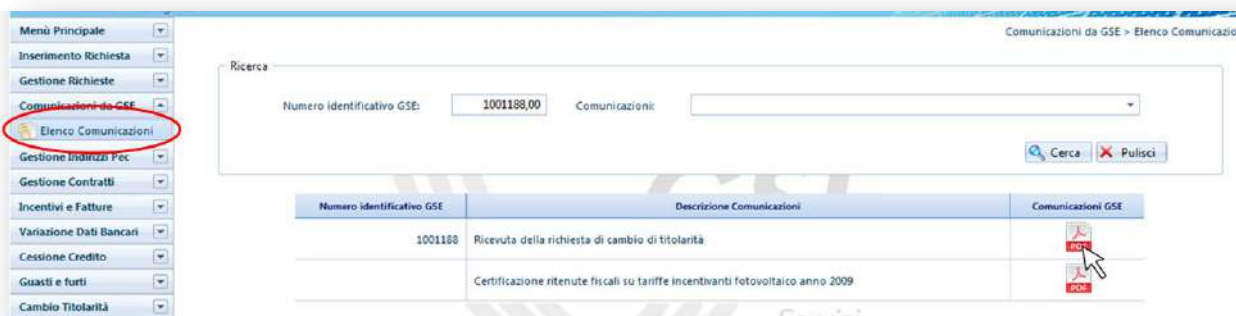 Menù Principale
Comunicazioni da GSE > Elenco Comunicazio
Inserimento Richiesta
Ricerca
Gestione Richieste
Comunicazioni da GSE
Numero identificativo GSE:
1001188,00
Comunicazioni:
Elenco Comunicazioni
Gestione Indirizzi Pec
Cerca
Pulisci
Gestione Contratti
Incentivi e Fatture
Numero identificativo GSE
Descrizione Comunicazioni
Comunicazioni GSE
Variazione Dati Bancari
1001188
Ricevuta della richiesta di cambio di titolarità
PDF
Cessione Credito
Guasti e furti
Certificazione ritenute fiscali su tariffe incentivanti fotovoltaico anno 2009
PDF
Cambio Titolarità